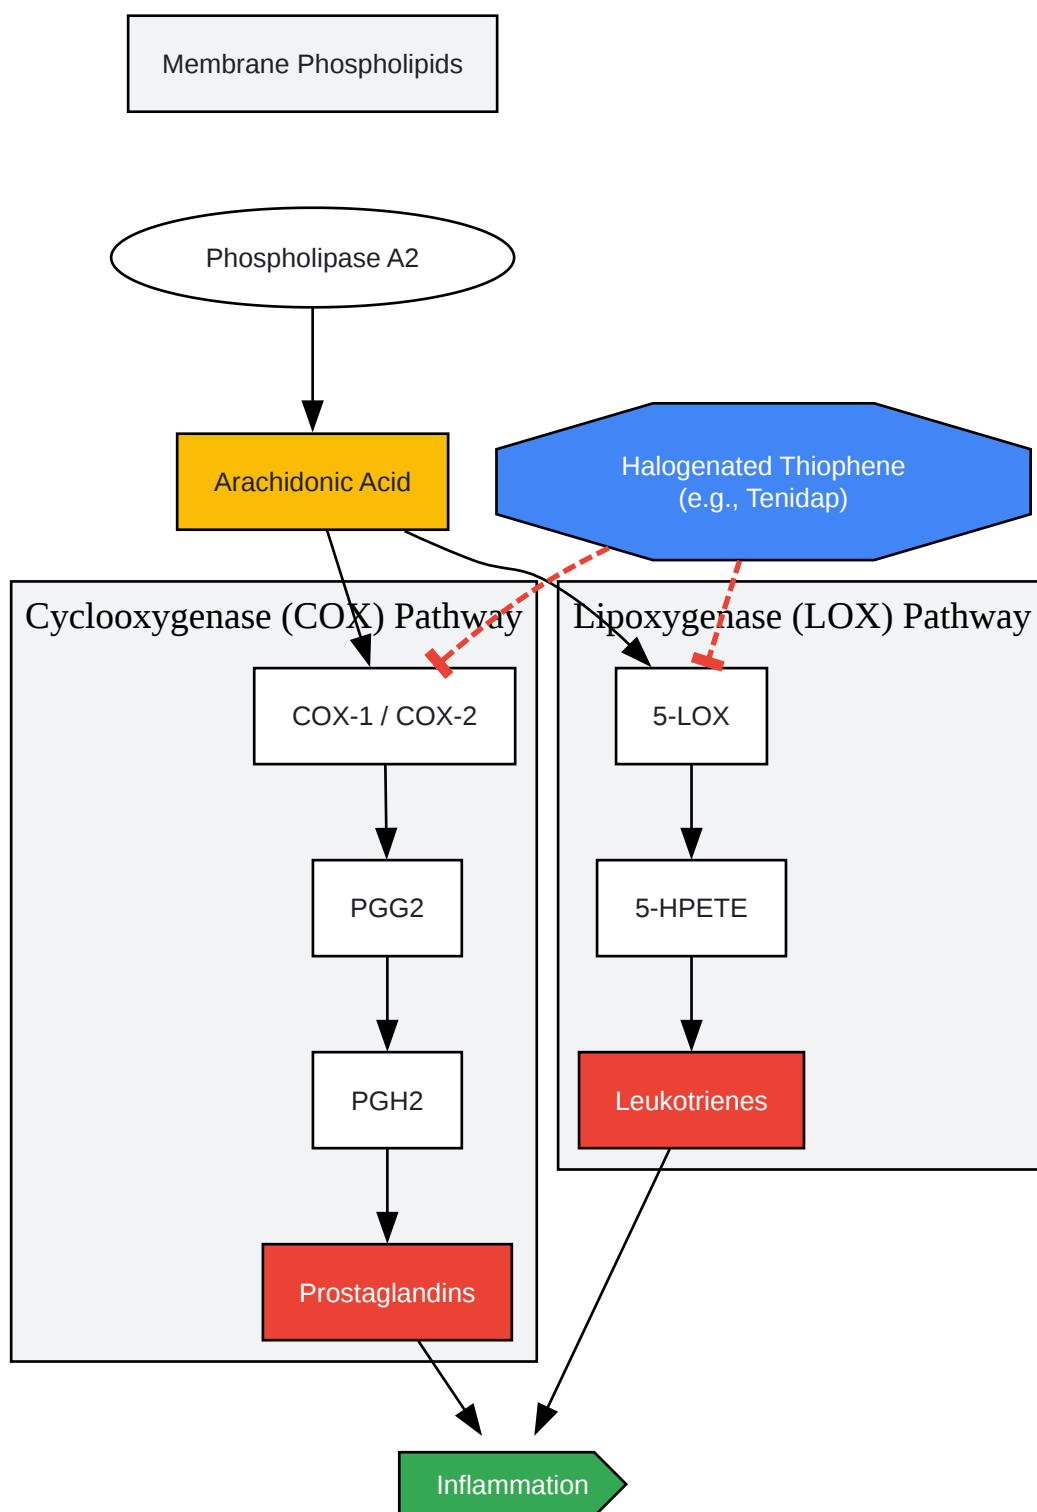 Membrane Phospholipids
Phospholipase A2
Arachidonic Acid
Halogenated Thiophene
(e.g., Tenidap)
Cyclooxygenase (COX) Pathway
Lipoxygenase (LOX) Pathway
COX-1 / COX-2
5-LOX
PGG2
5-HPETE
PGH2
Leukotrienes
Prostaglandins
Inflammation